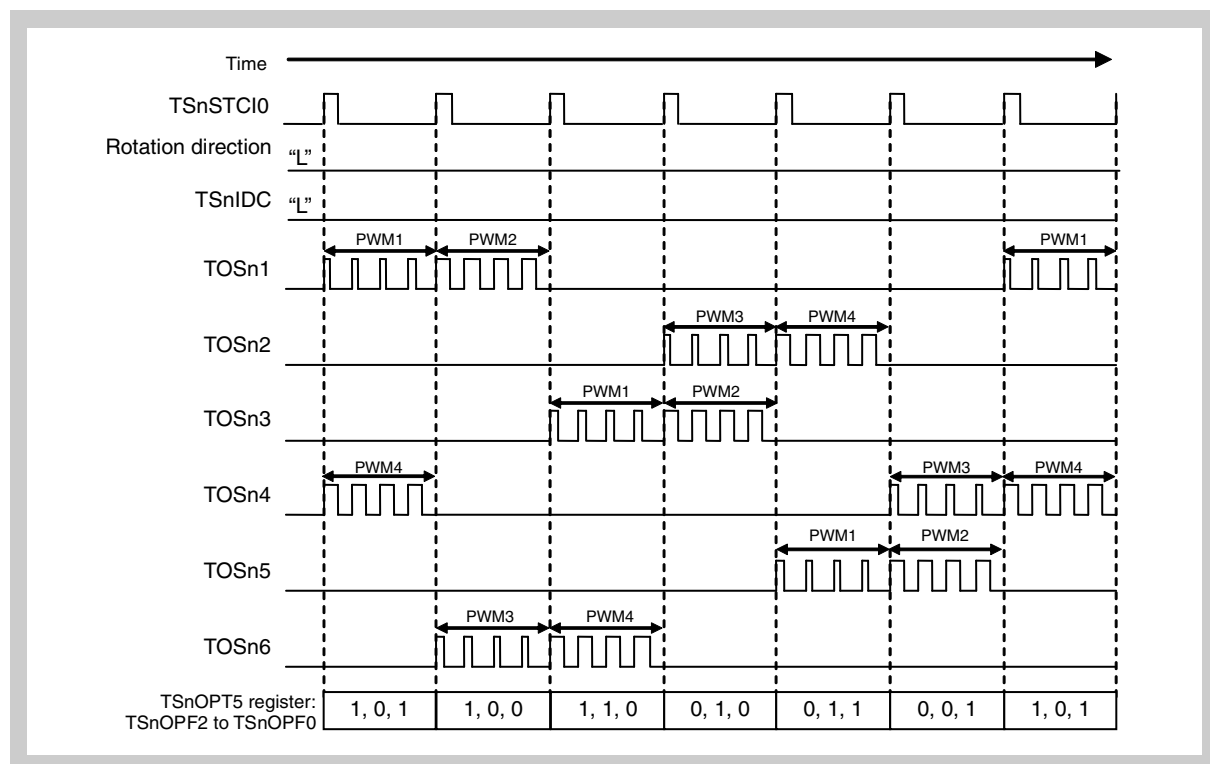 Time
TSnSTCI0
Rotation direction “L”
TSnIDC “L”
PWM1 PWM2 PWM1
TOSn1
PWM3 PWM4
TOSn2
PWM1 PWM2
TOSn3
PWM4 PWM3 PWM4
TOSn4
PWM1 PWM2
TOSn5
PWM3 PWM4
TOSn6
TSnOPT5 register:
TSnOPF2 to TSnOPF0
1, 0, 1 1, 0, 0 1, 1, 0 0, 1, 0 0, 1, 1 0, 0, 1 1, 0, 1